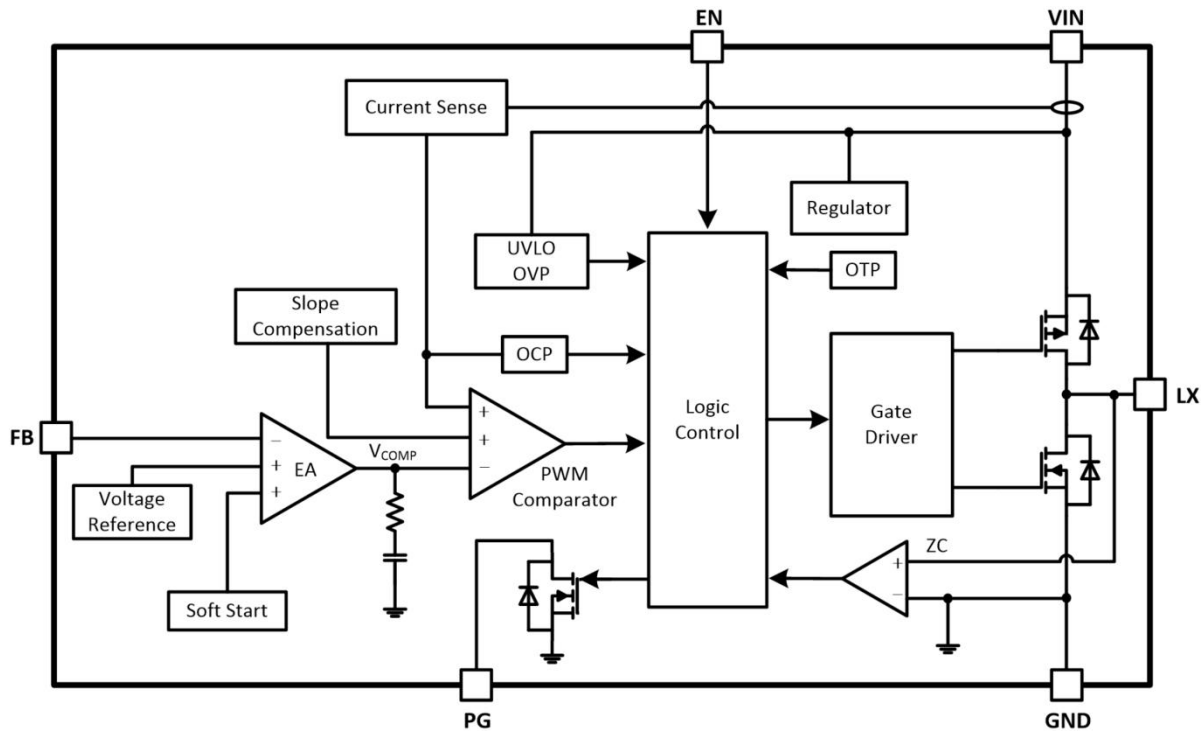 EN
VIN
Current Sense
Regulator
UVLO
OVP
OTP
Slope
Compensation
OCP
Logic
Control
Gate
Driver
LX
FB
+
+
−
PWM
Comparator
−
+
+
EA
VCOMP
Voltage
Reference
Soft Start
ZC
+
−
PG
GND